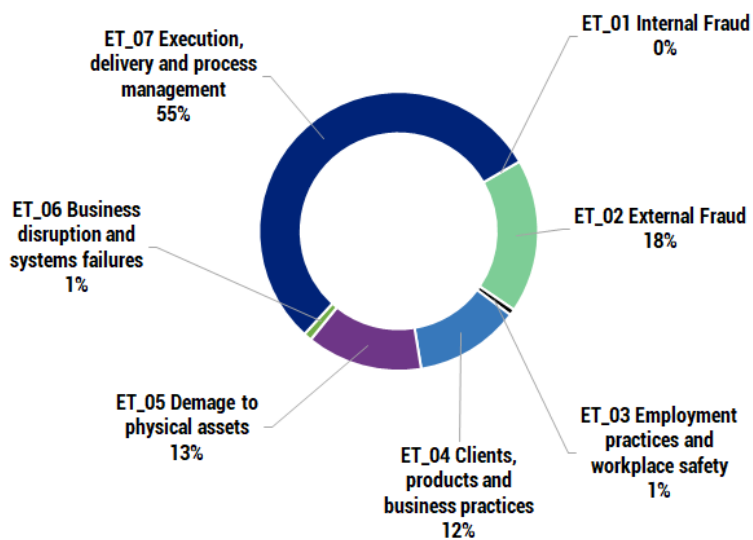 ET_01 Internal Fraud
0%
ET_02 External Fraud
18%
ET_03 Employment
practices and
workplace safety
1%
ET_04 Clients,
products and
business practices
12%
ET_05 Demage to
physical assets
13%
ET_06 Business
disruption and
systems failures
1%
ET_07 Execution,
delivery and process
management
55%